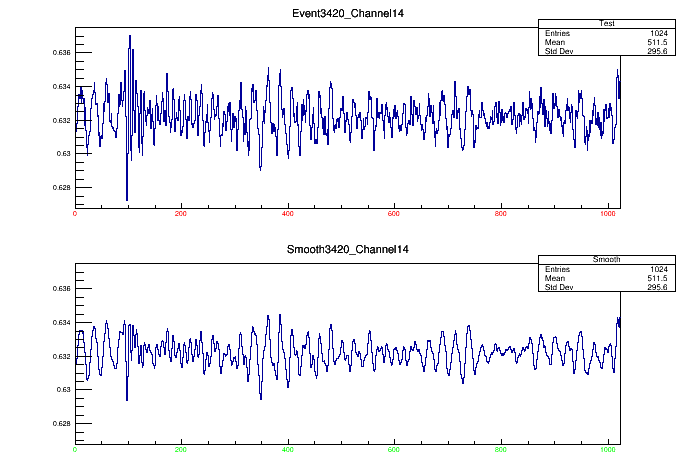 Event3420_Channel14
Test
Entries 1024
Mean 511.5
Std Dev 295.6
0.636
0.634
0.632
0.63
0.628
0 200 400 600 800 1000
Smooth3420_Channel14
Smooth
Entries 1024
Mean 511.5
Std Dev 295.6
0.636
0.634
0.632
0.63
0.628
0 200 400 600 800 1000